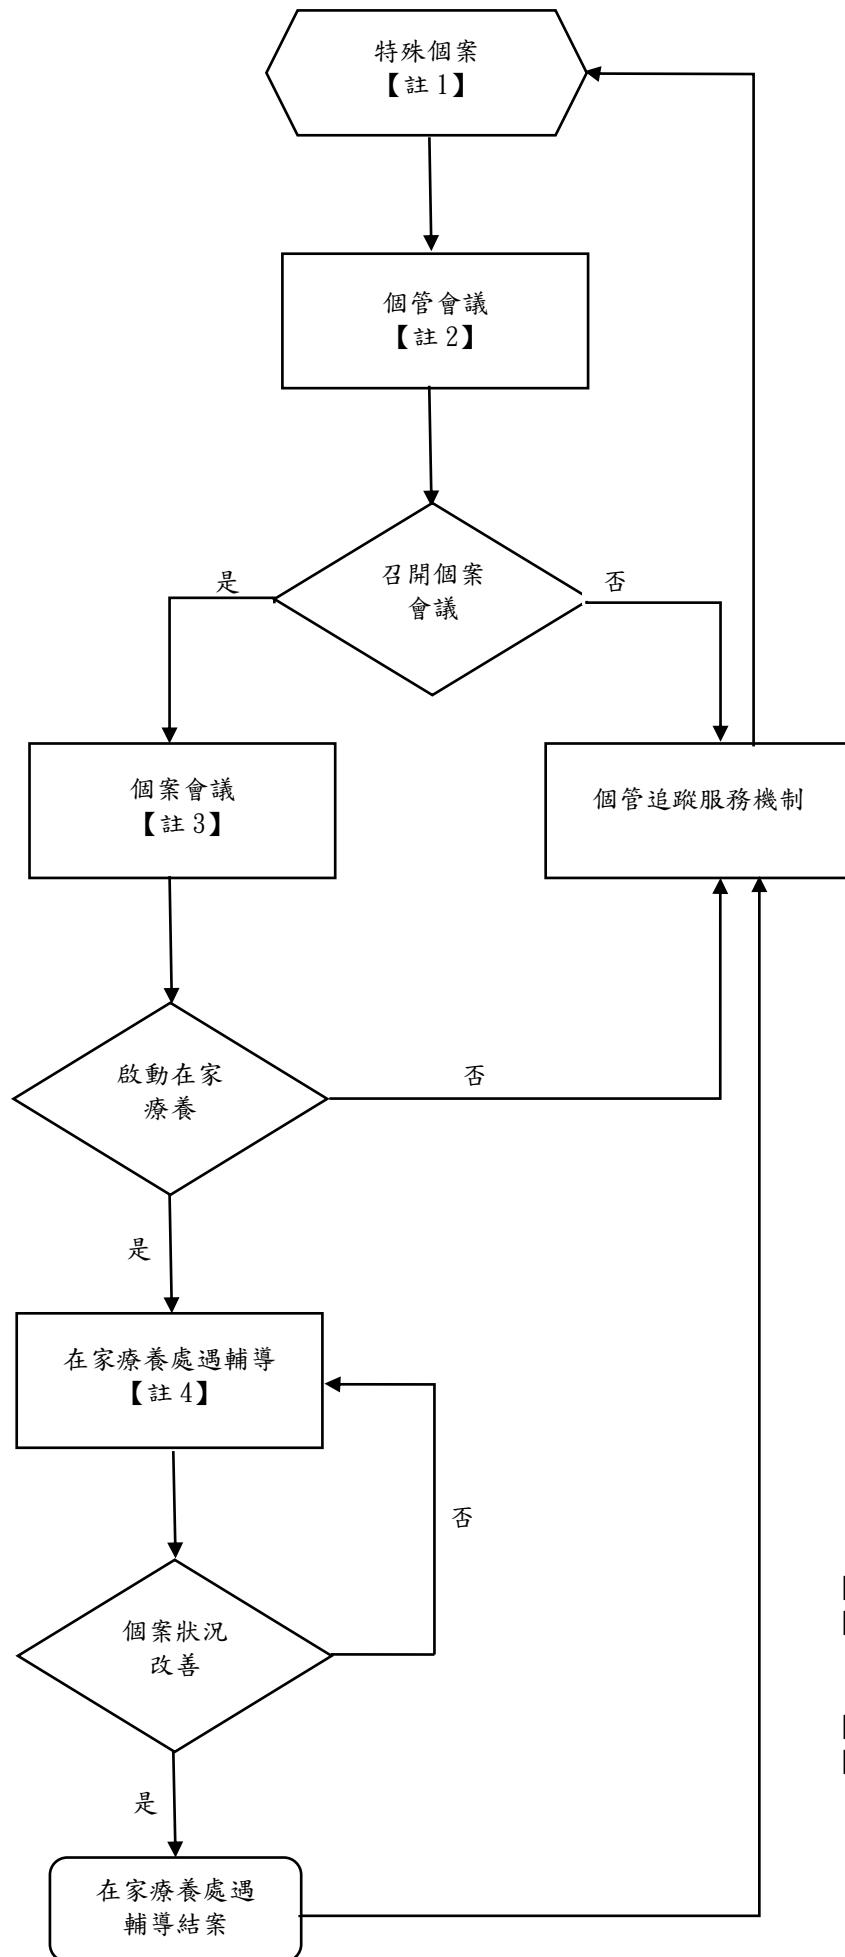 特殊個案
【註 1】
個管會議
【註 2】
召開個案
會議
是
否
個案會議
【註 3】
個管追蹤服務機制
啟動在家
療養
否
是
在家療養處遇輔導
【註 4】
否
個案狀況
改善
是
在家療養處遇
輔導結案